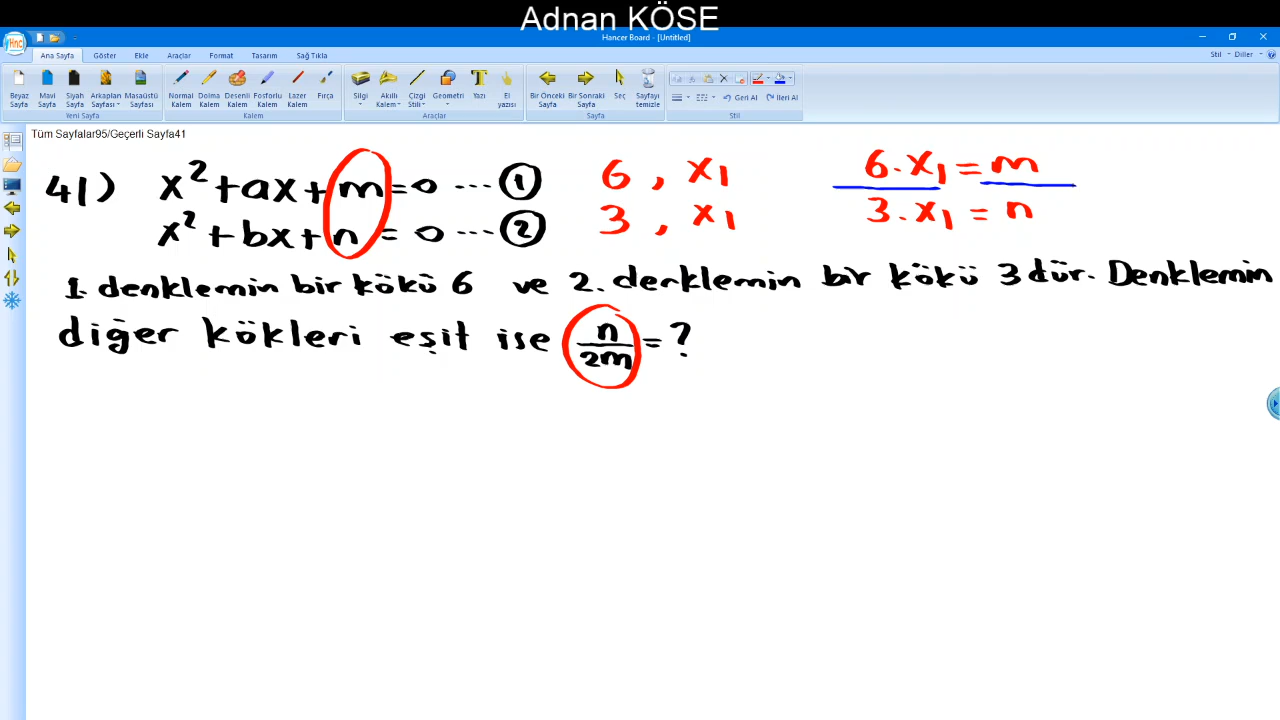 Adnan KÖSE
Hancer Board - [Untitled]
Hnc
Ana Sayfa Göster Ekle Araçlar Format Tasarım Sağ Tıkla Stil Diller
Beyaz Sayfa Mavi Sayfa Siyah Sayfa Arkaplan Sayfası Masaüstü Sayfası Normal Kalem Dolma Kalem Desenli Kalem Fosforlu Kalem Lazer Kalem Fırça Silgi Akıllı Kalem Çizgi Stili Geometri Yazı El yazısı Bir Önceki Sayfa Bir Sonraki Sayfa Seç Sayfayı temizle Geri Al İleri Al
Yeni Sayfa Kalem Araçlar Sayfa Stil
Tüm Sayfalar95/Geçerli Sayfa41
41) x²+ax+m=0 ... ① 6 , x₁ 6.x₁=m
x²+bx+n=0 ... ② 3 , x₁ 3.x₁=n
1. denklemin bir kökü 6 ve 2. denklemin bir kökü 3 dür. Denklemin
diğer kökleri eşit ise n/2m = ?